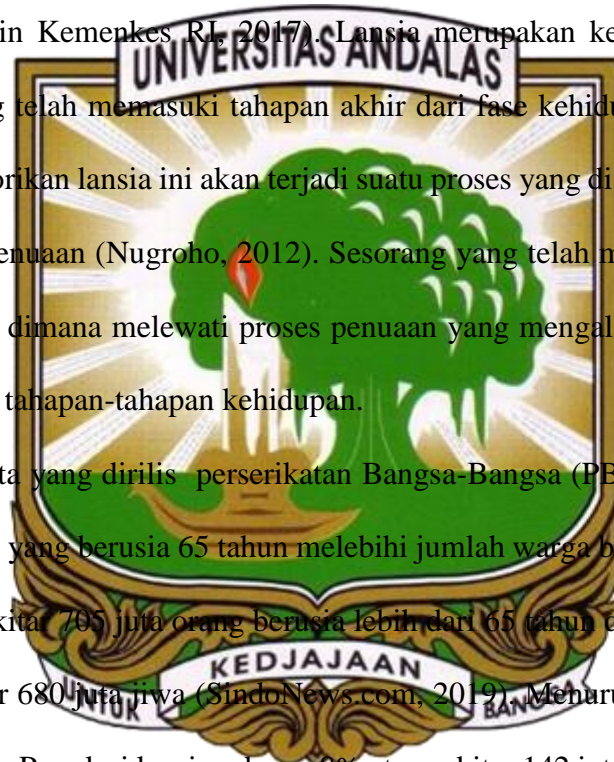 in Kemenkes RI, 2017). Lansia merupakan ke
UNIVERSITAS ANDALAS
telah memasuki tahapan akhir dari fase kehidu
orikan lansia ini akan terjadi suatu proses yang di
enuaan (Nugroho, 2012). Sesorang yang telah m
dimana melewati proses penuaan yang mengal
tahapan-tahapan kehidupan.
ta yang dirilis perserikatan Bangsa-Bangsa (PB
yang berusia 65 tahun melebihi jumlah warga b
kitar 705 juta orang berusia lebih dari 65 tahun d
KEDJAJAAN
r 680 juta jiwa (SindoNews.com, 2019). Menuru
UNTUK BANGSA